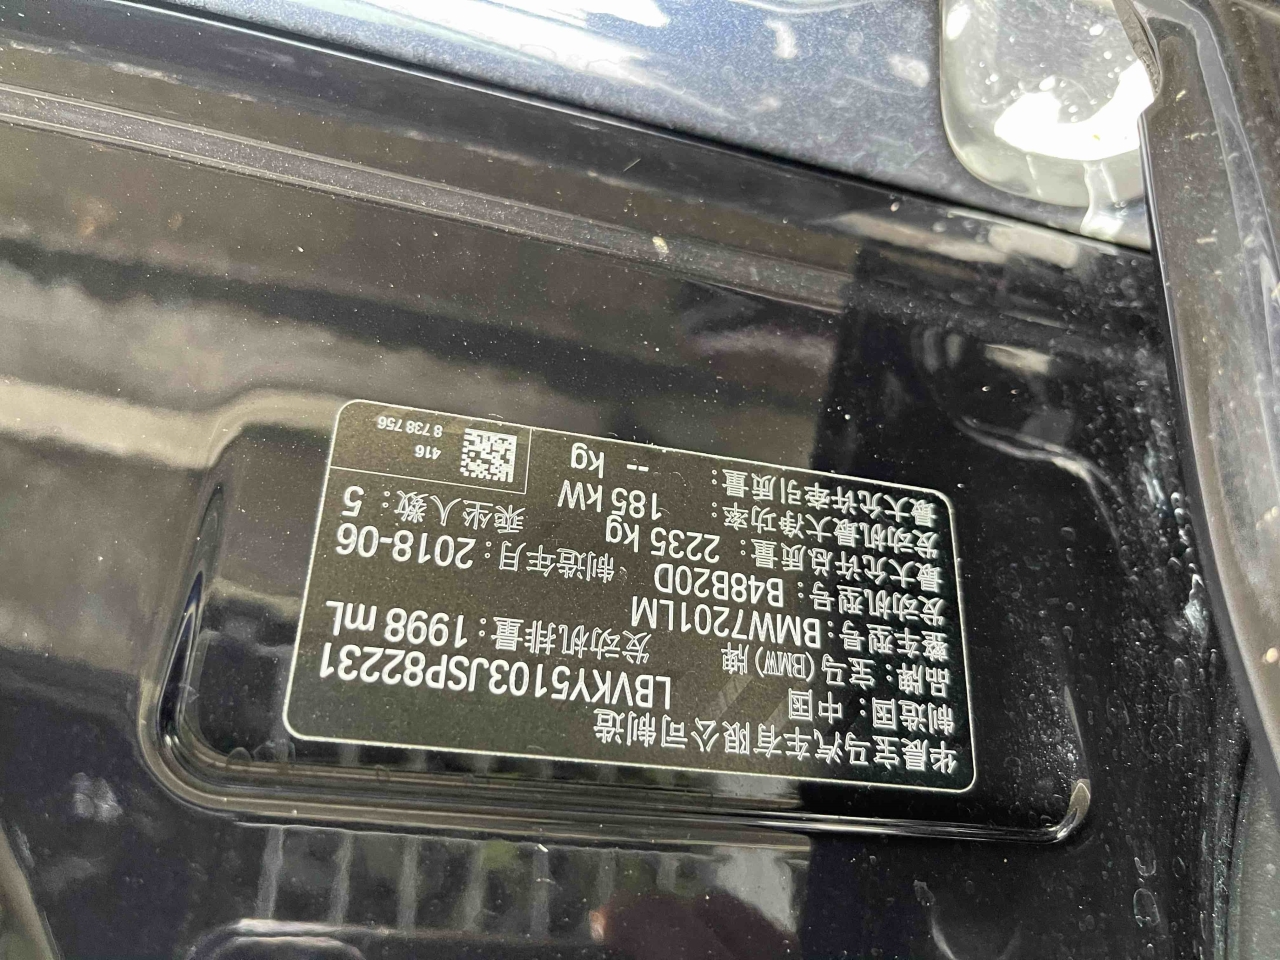 华晨宝马汽车有限公司制造
制造国：中国 LBVKY5103JSP82231
品牌：宝马(BMW)牌
整车型号：BMW7201LM 发动机排量：1998 mL
发动机型号：B48B20D 制造年月：2018-06
最大允许总质量：2235 kg 乘坐人数：5
发动机最大净功率：185 kW
最大允许牵引质量：-- kg
416
8 738 756